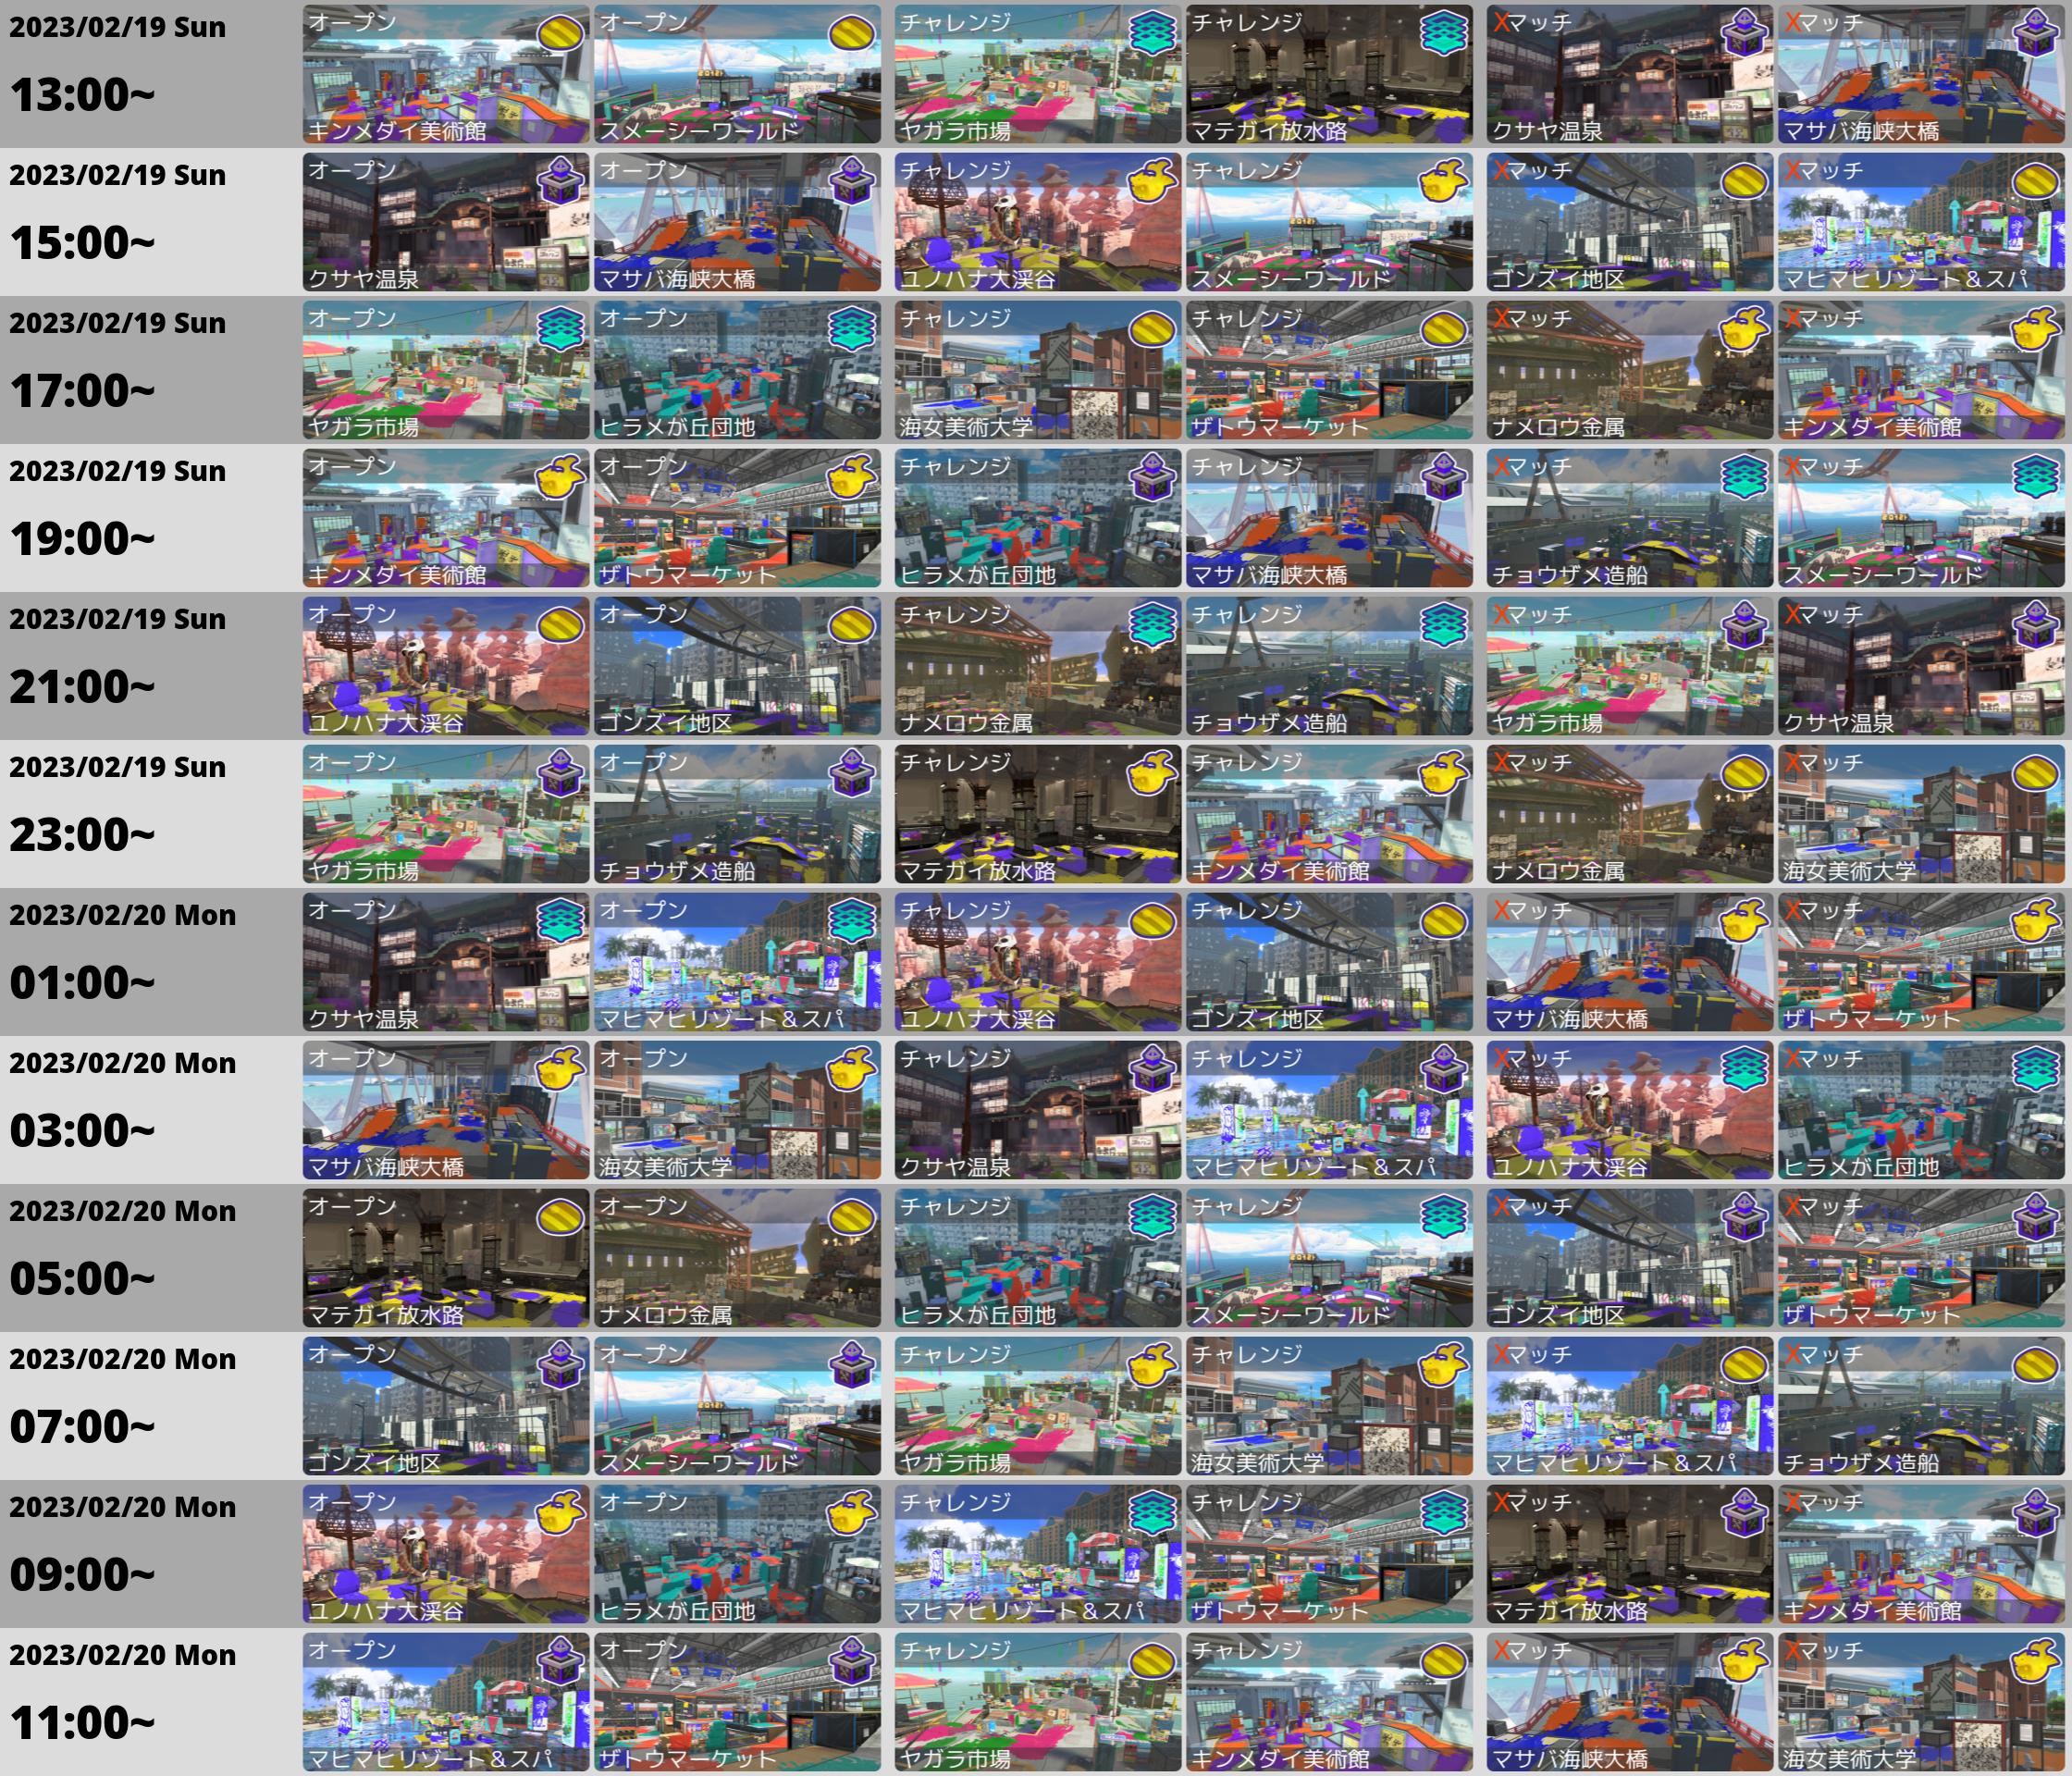 2023/02/19 Sun
13:00~
オープン オープン チャレンジ チャレンジ Xマッチ Xマッチ
キンメダイ美術館 スメーシーワールド ヤガラ市場 マテガイ放水路 クサヤ温泉 マサバ海峡大橋
2023/02/19 Sun
15:00~
オープン オープン チャレンジ チャレンジ Xマッチ Xマッチ
クサヤ温泉 マサバ海峡大橋 ユノハナ大渓谷 スメーシーワールド ゴンズイ地区 マヒマヒリゾート&スパ
2023/02/19 Sun
17:00~
オープン オープン チャレンジ チャレンジ Xマッチ Xマッチ
ヤガラ市場 ヒラメが丘団地 海女美術大学 ザトウマーケット ナメロウ金属 キンメダイ美術館
2023/02/19 Sun
19:00~
オープン オープン チャレンジ チャレンジ Xマッチ Xマッチ
キンメダイ美術館 ザトウマーケット ヒラメが丘団地 マサバ海峡大橋 チョウザメ造船 スメーシーワールド
2023/02/19 Sun
21:00~
オープン オープン チャレンジ チャレンジ Xマッチ Xマッチ
ユノハナ大渓谷 ゴンズイ地区 ナメロウ金属 チョウザメ造船 ヤガラ市場 クサヤ温泉
2023/02/19 Sun
23:00~
オープン オープン チャレンジ チャレンジ Xマッチ Xマッチ
ヤガラ市場 チョウザメ造船 マテガイ放水路 キンメダイ美術館 ナメロウ金属 海女美術大学
2023/02/20 Mon
01:00~
オープン オープン チャレンジ チャレンジ Xマッチ Xマッチ
クサヤ温泉 マヒマヒリゾート&スパ ユノハナ大渓谷 ゴンズイ地区 マサバ海峡大橋 ザトウマーケット
2023/02/20 Mon
03:00~
オープン オープン チャレンジ チャレンジ Xマッチ Xマッチ
マサバ海峡大橋 海女美術大学 クサヤ温泉 マヒマヒリゾート&スパ ユノハナ大渓谷 ヒラメが丘団地
2023/02/20 Mon
05:00~
オープン オープン チャレンジ チャレンジ Xマッチ Xマッチ
マテガイ放水路 ナメロウ金属 ヒラメが丘団地 スメーシーワールド ゴンズイ地区 ザトウマーケット
2023/02/20 Mon
07:00~
オープン オープン チャレンジ チャレンジ Xマッチ Xマッチ
ゴンズイ地区 スメーシーワールド ヤガラ市場 海女美術大学 マヒマヒリゾート&スパ チョウザメ造船
2023/02/20 Mon
09:00~
オープン オープン チャレンジ チャレンジ Xマッチ Xマッチ
ユノハナ大渓谷 ヒラメが丘団地 マヒマヒリゾート&スパ ザトウマーケット マテガイ放水路 キンメダイ美術館
2023/02/20 Mon
11:00~
オープン オープン チャレンジ チャレンジ Xマッチ Xマッチ
マヒマヒリゾート&スパ ザトウマーケット ヤガラ市場 キンメダイ美術館 マサバ海峡大橋 海女美術大学